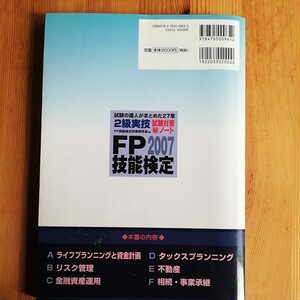 9784765009652
1922033020006
定価 本体2000円 (税別)
試験の達人がまとめた27章
2級実技
試験対策
㊙ノート
FP技能検定対策研究会 編
FP 2007
技能検定
◆本書の内容◆
A ライフプランニングと資金計画
B リスク管理
C 金融資産運用
D タックスプランニング
E 不動産
F 相続・事業承継